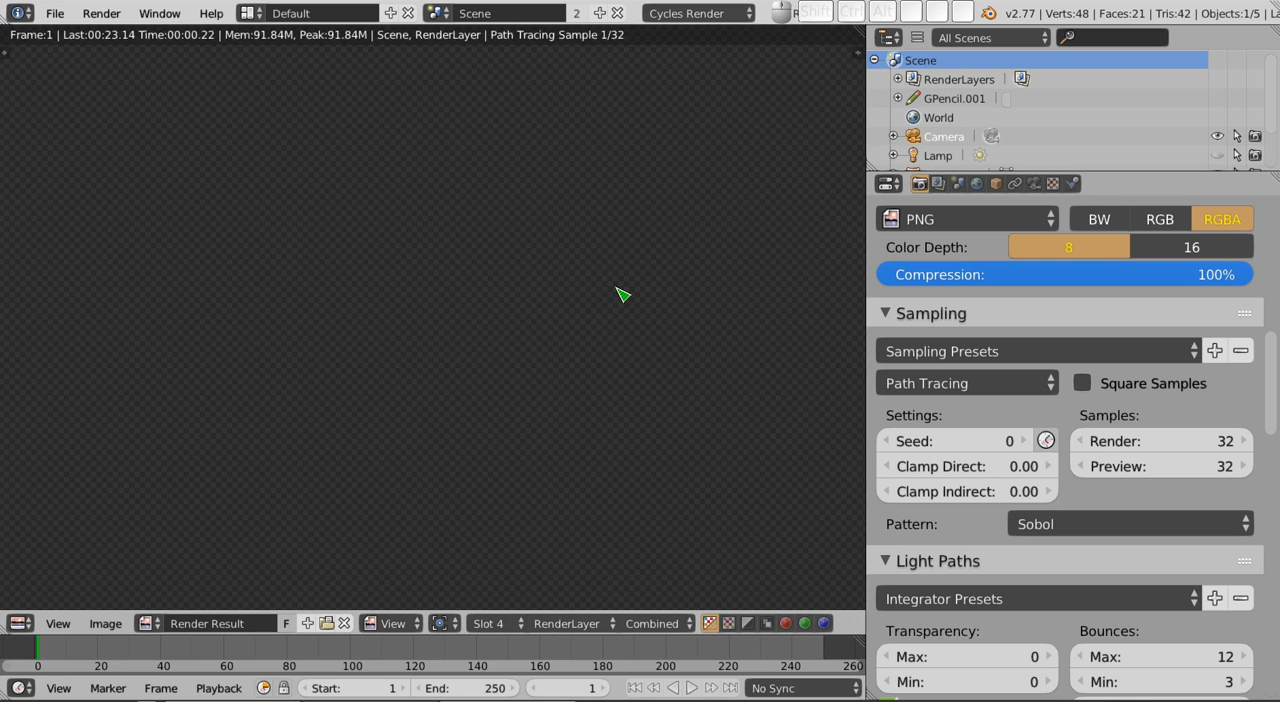 File Render Window Help Default Scene 2 Cycles Render Shift Ctrl Alt v2.77 | Verts:48 | Faces:21 | Tris:42 | Objects:1/5 |
Frame:1 | Last:00:23.14 Time:00:00.22 | Mem:91.84M, Peak:91.84M | Scene, RenderLayer | Path Tracing Sample 1/32
All Scenes
Scene
RenderLayers
GPencil.001
World
Camera
Lamp
PNG BW RGB RGBA
Color Depth: 8 16
Compression: 100%
Sampling
Sampling Presets
Path Tracing Square Samples
Settings: Samples:
Seed: 0 Render: 32
Clamp Direct: 0.00 Preview: 32
Clamp Indirect: 0.00
Pattern: Sobol
Light Paths
Integrator Presets
Transparency: Bounces:
Max: 0 Max: 12
Min: 0 Min: 3
View Image Render Result F View Slot 4 RenderLayer Combined
0 20 40 60 80 100 120 140 160 180 200 220 240 260
View Marker Frame Playback Start: 1 End: 250 1 No Sync